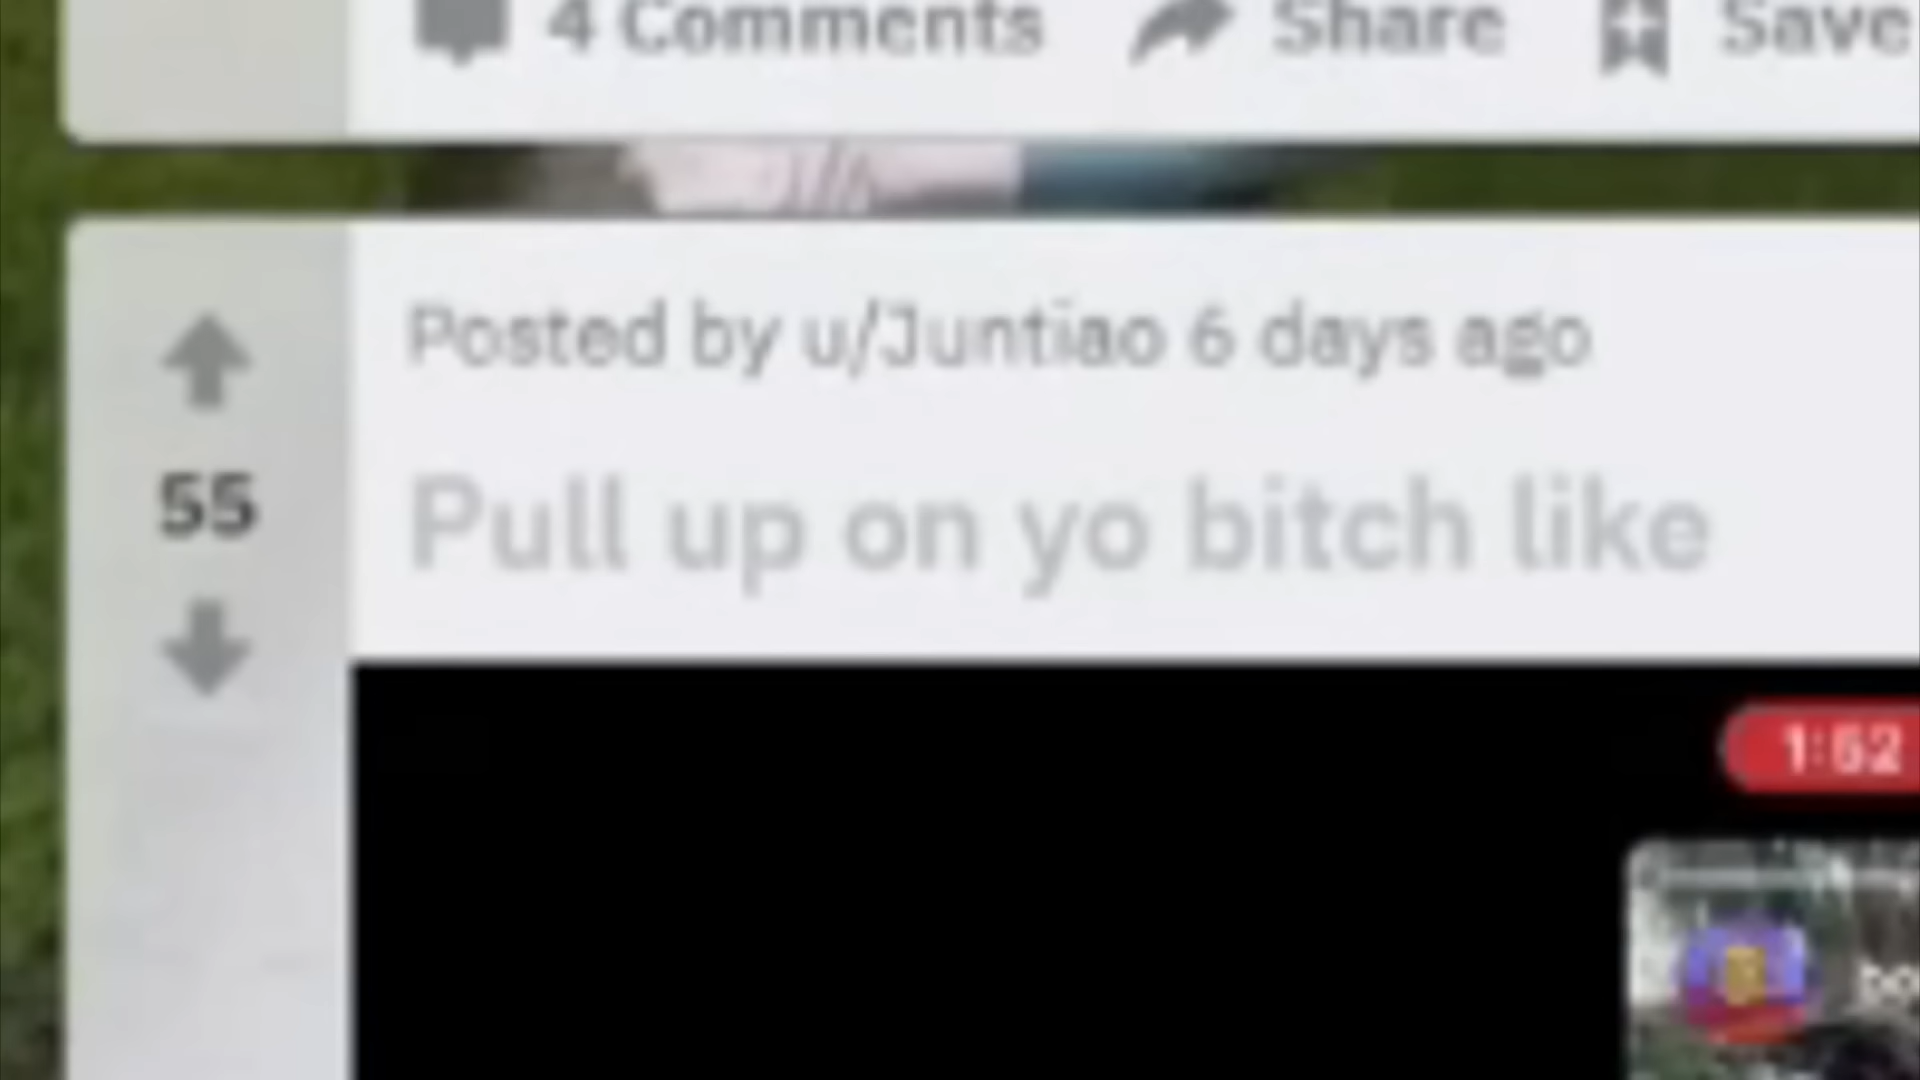 4 Comments Share Save
Posted by u/Juntiao 6 days ago
55
Pull up on yo bitch like
1:52